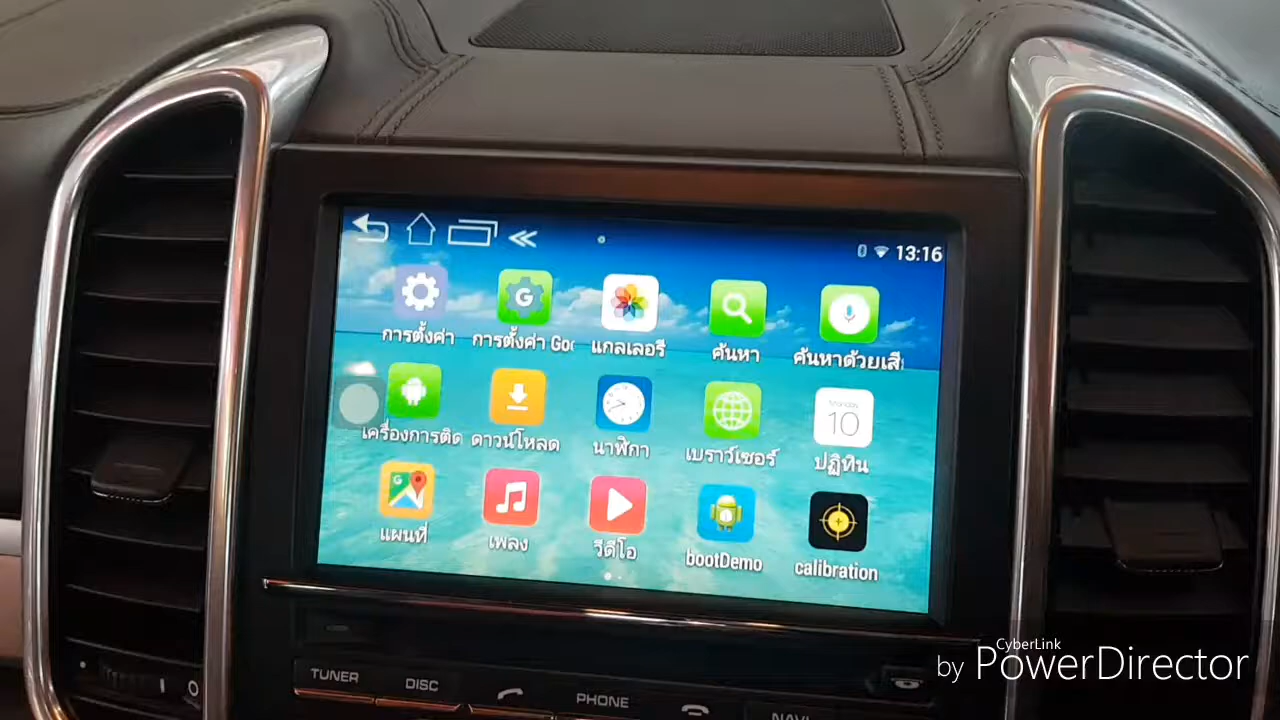 13:16
การตั้งค่า
การตั้งค่า Goo
แกลเลอรี
ค้นหา
ค้นหาด้วยเสี
เครื่องการติด
ดาวน์โหลด
นาฬิกา
เบราว์เซอร์
10
ปฏิทิน
แผนที่
เพลง
วีดีโอ
bootDemo
calibration
TUNER
DISC
PHONE
NAVI
CyberLink
by PowerDirector